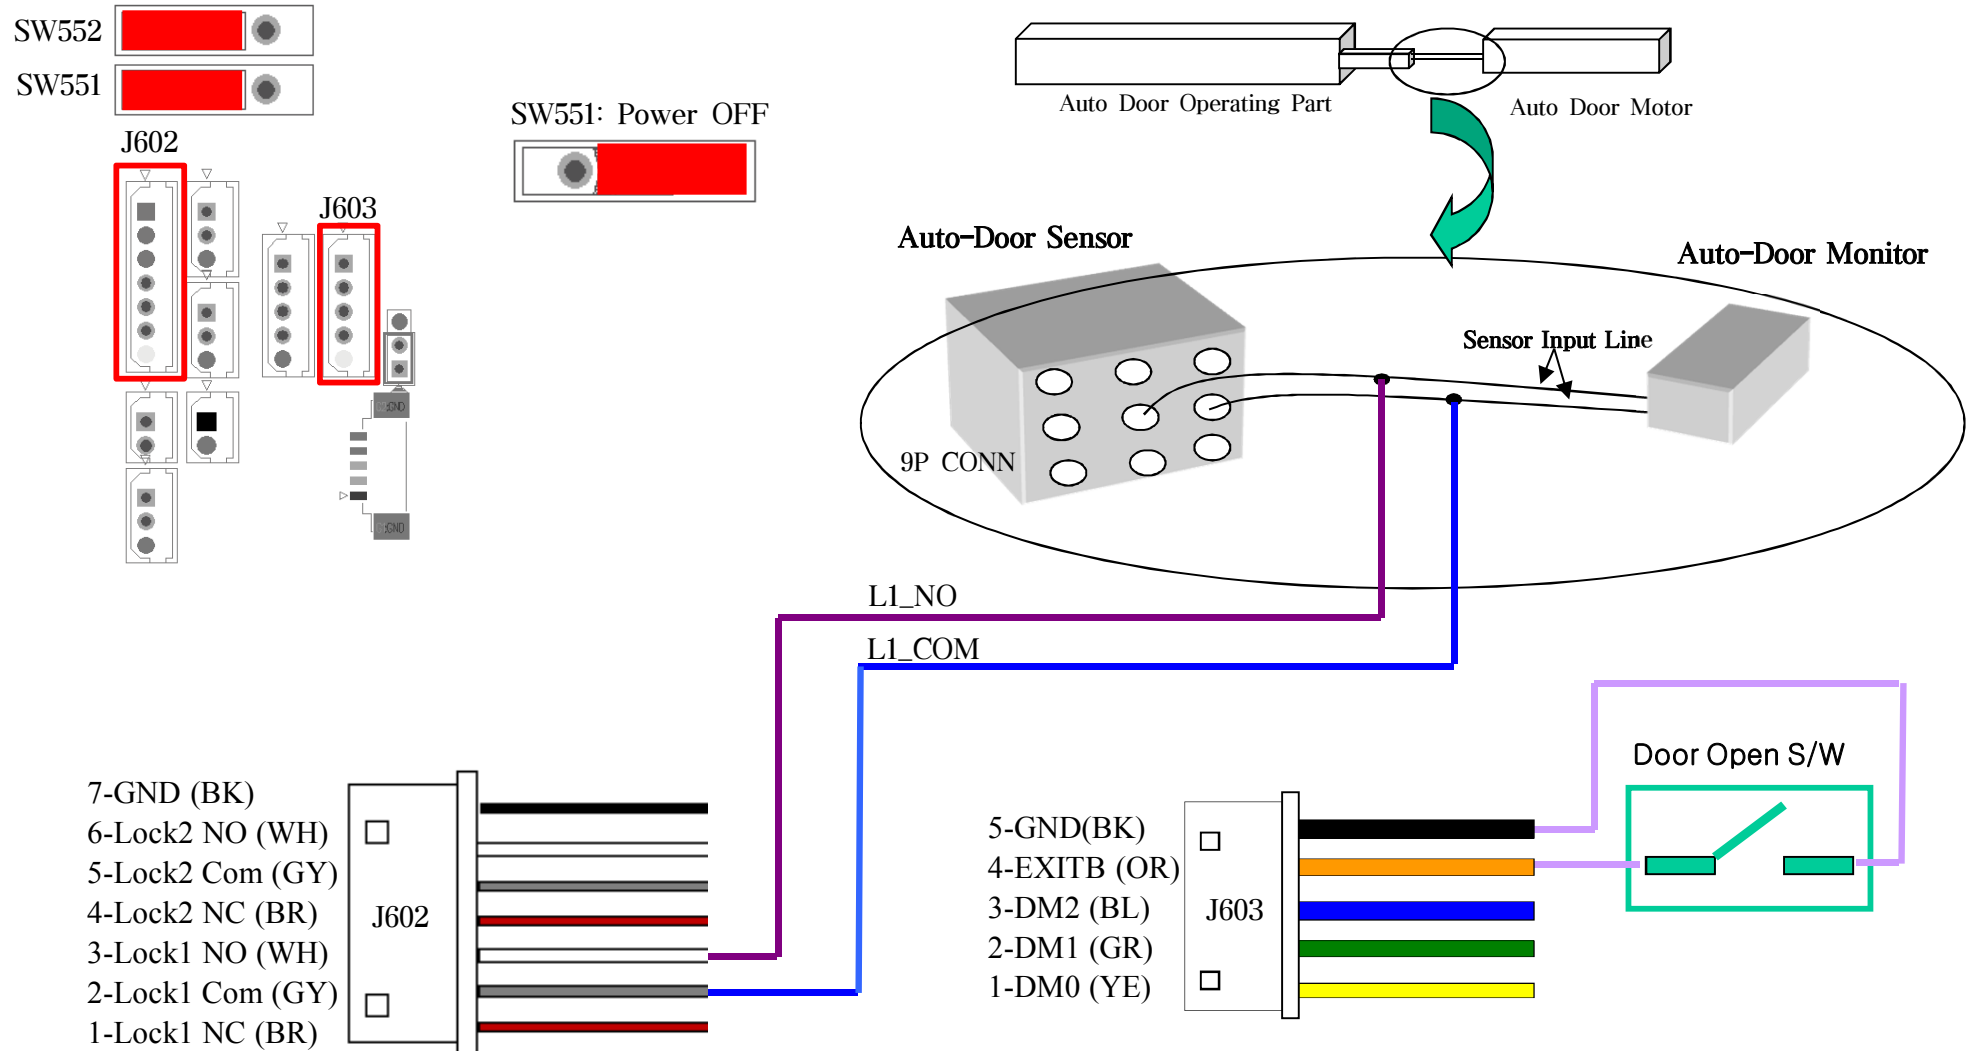 SW552
SW551
SW551: Power OFF
Auto Door Operating Part
Auto Door Motor
J602
J603
Auto-Door Sensor
Auto-Door Monitor
Sensor Input Line
9P CONN
GND
GND
L1_NO
L1_COM
7-GND (BK)
6-Lock2 NO (WH)
5-Lock2 Com (GY)
4-Lock2 NC (BR)
3-Lock1 NO (WH)
2-Lock1 Com (GY)
1-Lock1 NC (BR)
J602
5-GND(BK)
4-EXITB (OR)
3-DM2 (BL)
2-DM1 (GR)
1-DM0 (YE)
J603
Door Open S/W